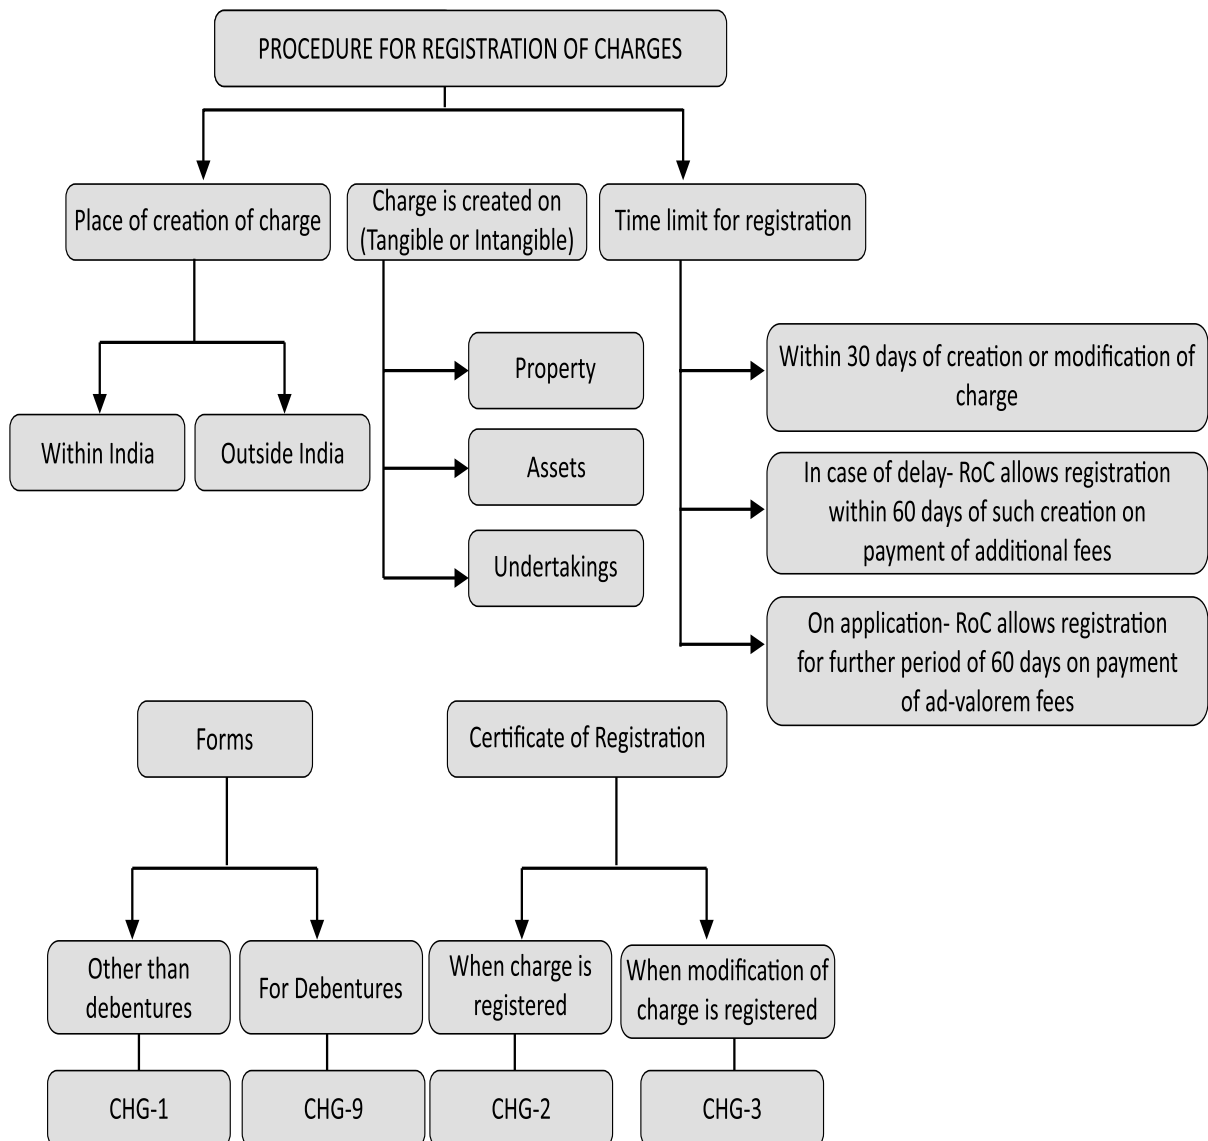 PROCEDURE FOR REGISTRATION OF CHARGES
Place of creation of charge
Charge is created on
(Tangible or Intangible)
Time limit for registration
Within India
Outside India
Property
Assets
Undertakings
Within 30 days of creation or modification of
charge
In case of delay- RoC allows registration
within 60 days of such creation on
payment of additional fees
On application- RoC allows registration
for further period of 60 days on payment
of ad-valorem fees
Forms
Certificate of Registration
Other than
debentures
For Debentures
When charge is
registered
When modification of
charge is registered
CHG-1
CHG-9
CHG-2
CHG-3